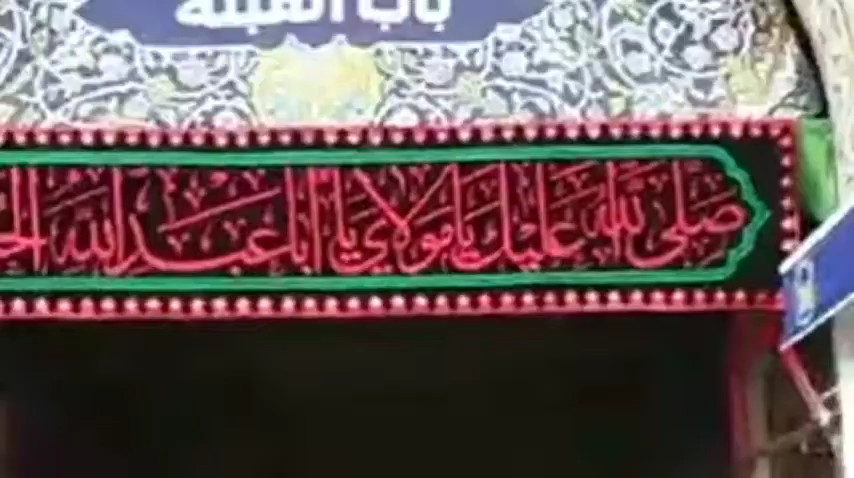 باب القبلة
صلى الله عليك يا مولاي يا ابا عبد الله